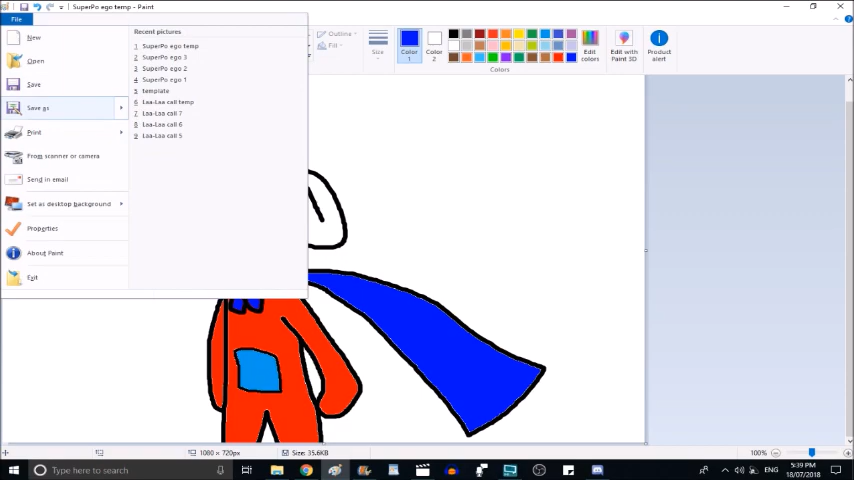 SuperPo ego temp - Paint
File
New
Open
Save
Save as
Print
From scanner or camera
Send in email
Set as desktop background
Properties
About Paint
Exit
Recent pictures
1 SuperPo ego temp
2 SuperPo ego 3
3 SuperPo ego 2
4 SuperPo ego 1
5 template
6 Laa-Laa call temp
7 Laa-Laa call 7
8 Laa-Laa call 6
9 Laa-Laa call 5
Outline
Fill
Size
Color 1
Color 2
Edit colors
Edit with Paint 3D
Product alert
Colors
1080 × 720px
Size: 35.6KB
100%
Type here to search
ENG
5:39 PM
18/07/2018